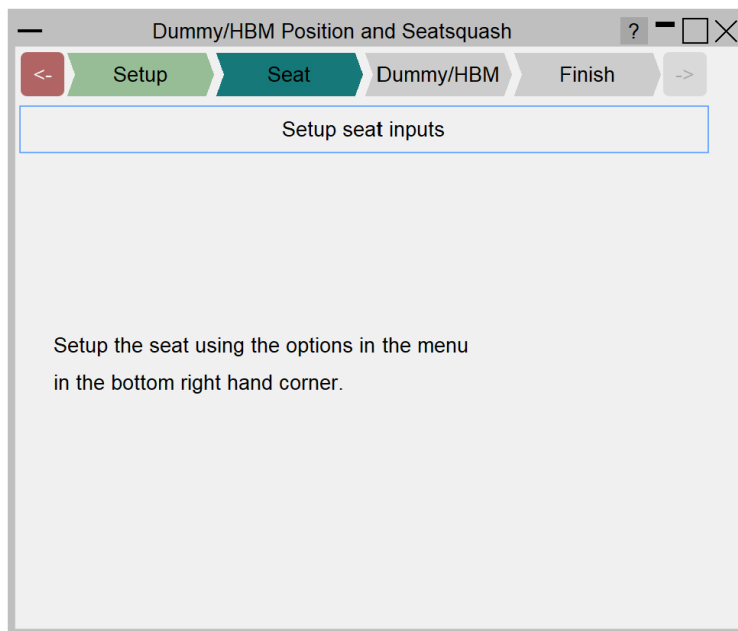 Dummy/HBM Position and Seatsquash ?
<- Setup Seat Dummy/HBM Finish ->
Setup seat inputs
Setup the seat using the options in the menu
in the bottom right hand corner.